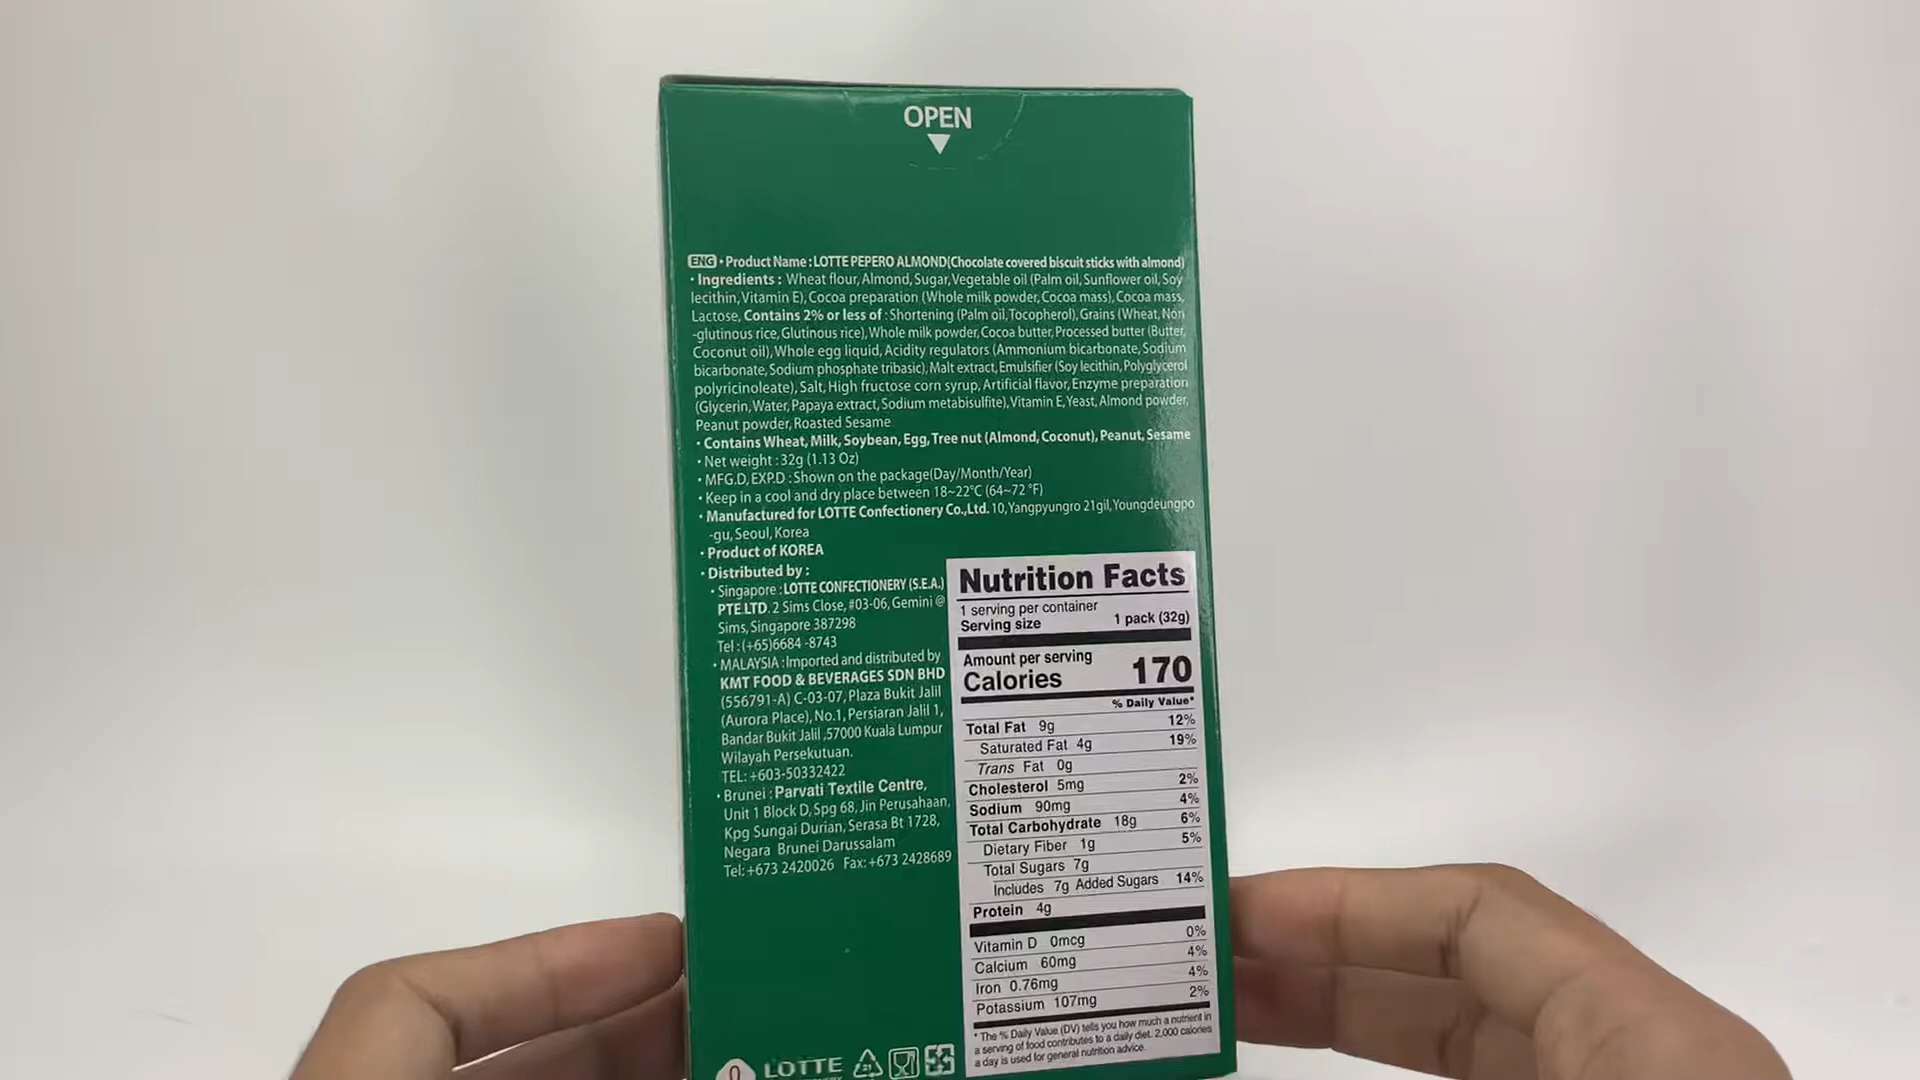 OPEN
ENG • Product Name : LOTTE PEPERO ALMOND(Chocolate covered biscuit sticks with almond)
• Ingredients : Wheat flour, Almond, Sugar, Vegetable oil (Palm oil, Sunflower oil, Soy
lecithin, Vitamin E), Cocoa preparation (Whole milk powder, Cocoa mass), Cocoa mass,
Lactose, Contains 2% or less of : Shortening (Palm oil, Tocopherol), Grains (Wheat, Non
-glutinous rice, Glutinous rice), Whole milk powder, Cocoa butter, Processed butter (Butter,
Coconut oil), Whole egg liquid, Acidity regulators (Ammonium bicarbonate, Sodium
bicarbonate, Sodium phosphate tribasic), Malt extract, Emulsifier (Soy lecithin, Polyglycerol
polyricinoleate), Salt, High fructose corn syrup, Artificial flavor, Enzyme preparation
(Glycerin, Water, Papaya extract, Sodium metabisulfite), Vitamin E, Yeast, Almond powder,
Peanut powder, Roasted Sesame
• Contains Wheat, Milk, Soybean, Egg, Tree nut (Almond, Coconut), Peanut, Sesame
• Net weight : 32g (1.13 Oz)
• MFG.D, EXP.D : Shown on the package(Day/Month/Year)
• Keep in a cool and dry place between 18~22°C (64~72 °F)
• Manufactured for LOTTE Confectionery Co.,Ltd. 10, Yangpyungro 21gil, Youngdeungpo
-gu, Seoul, Korea
• Product of KOREA
• Distributed by :
• Singapore : LOTTE CONFECTIONERY (S.E.A.)
PTE.LTD. 2 Sims Close, #03-06, Gemini @
Sims, Singapore 387298
Tel : (+65)6684 -8743
• MALAYSIA : Imported and distributed by
KMT FOOD & BEVERAGES SDN BHD
(556791-A) C-03-07, Plaza Bukit Jalil
(Aurora Place), No.1, Persiaran Jalil 1,
Bandar Bukit Jalil ,57000 Kuala Lumpur
Wilayah Persekutuan.
TEL: +603-50332422
• Brunei : Parvati Textile Centre,
Unit 1 Block D, Spg 68, Jin Perusahaan,
Kpg Sungai Durian, Serasa Bt 1728,
Negara Brunei Darussalam
Tel: +673 2420026 Fax: +673 2428689
Nutrition Facts
1 serving per container
Serving size 1 pack (32g)
Amount per serving
Calories 170
% Daily Value*
Total Fat 9g 12%
Saturated Fat 4g 19%
Trans Fat 0g
Cholesterol 5mg 2%
Sodium 90mg 4%
Total Carbohydrate 18g 6%
Dietary Fiber 1g 5%
Total Sugars 7g
Includes 7g Added Sugars 14%
Protein 4g
Vitamin D 0mcg 0%
Calcium 60mg 4%
Iron 0.76mg 4%
Potassium 107mg 2%
* The % Daily Value (DV) tells you how much a nutrient in
a serving of food contributes to a daily diet. 2,000 calories
a day is used for general nutrition advice.
LOTTE
21